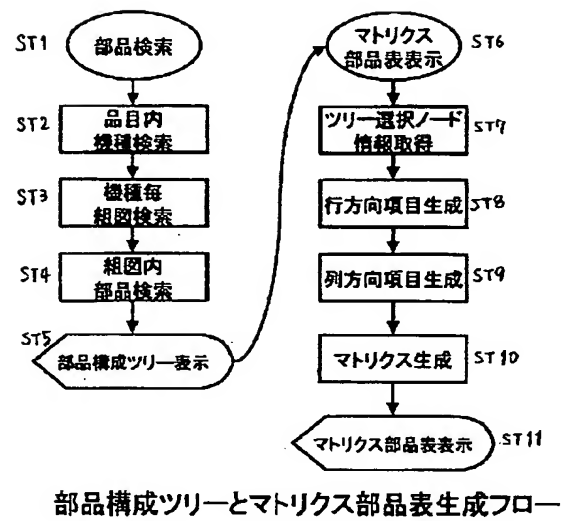 ST1
部品検索
ST2
品目内
機種検索
ST3
機種毎
組図検索
ST4
組図内
部品検索
ST5
部品構成ツリー表示
マトリクス
部品表表示
ST6
ツリー選択ノード
情報取得
ST7
行方向項目生成
ST8
列方向項目生成
ST9
マトリクス生成
ST10
マトリクス部品表表示
ST11
部品構成ツリーとマトリクス部品表生成フロー